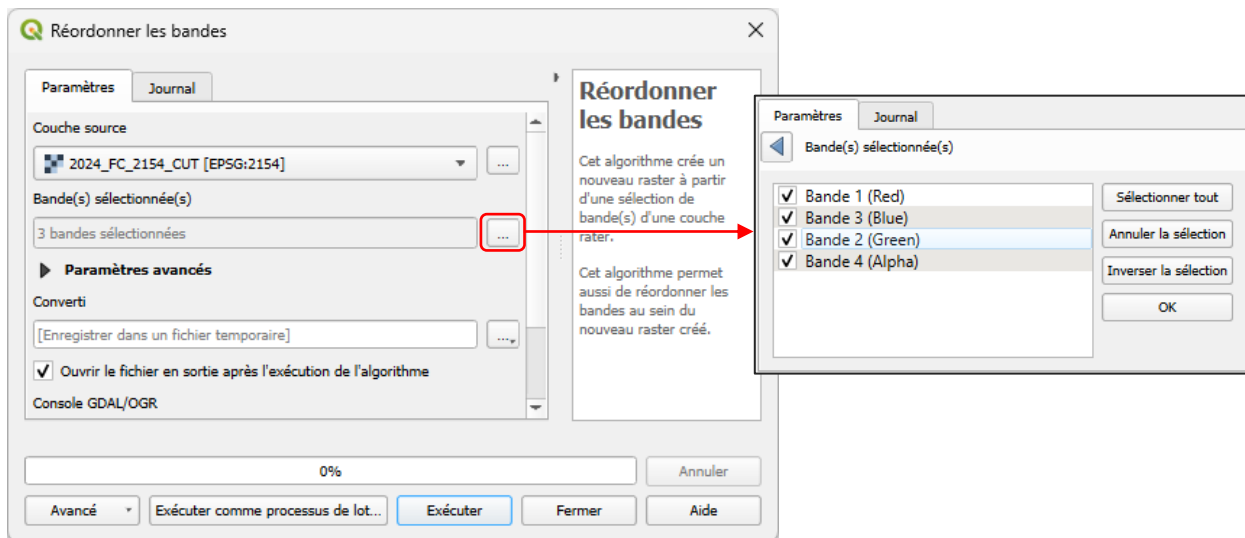 Réordonner les bandes
Paramètres
Journal
Couche source
2024_FC_2154_CUT [EPSG:2154]
...
Bande(s) sélectionnée(s)
3 bandes sélectionnées
...
Paramètres avancés
Converti
[Enregistrer dans un fichier temporaire]
...
Ouvrir le fichier en sortie après l'exécution de l'algorithme
Console GDAL/OGR
Réordonner
les bandes
Cet algorithme crée un
nouveau raster à partir
d'une sélection de
bande(s) d'une couche
rater.
Cet algorithme permet
aussi de réordonner les
bandes au sein du
nouveau raster créé.
0%
Annuler
Avancé
Exécuter comme processus de lot...
Exécuter
Fermer
Aide
Paramètres
Journal
Bande(s) sélectionnée(s)
Bande 1 (Red)
Bande 3 (Blue)
Bande 2 (Green)
Bande 4 (Alpha)
Sélectionner tout
Annuler la sélection
Inverser la sélection
OK